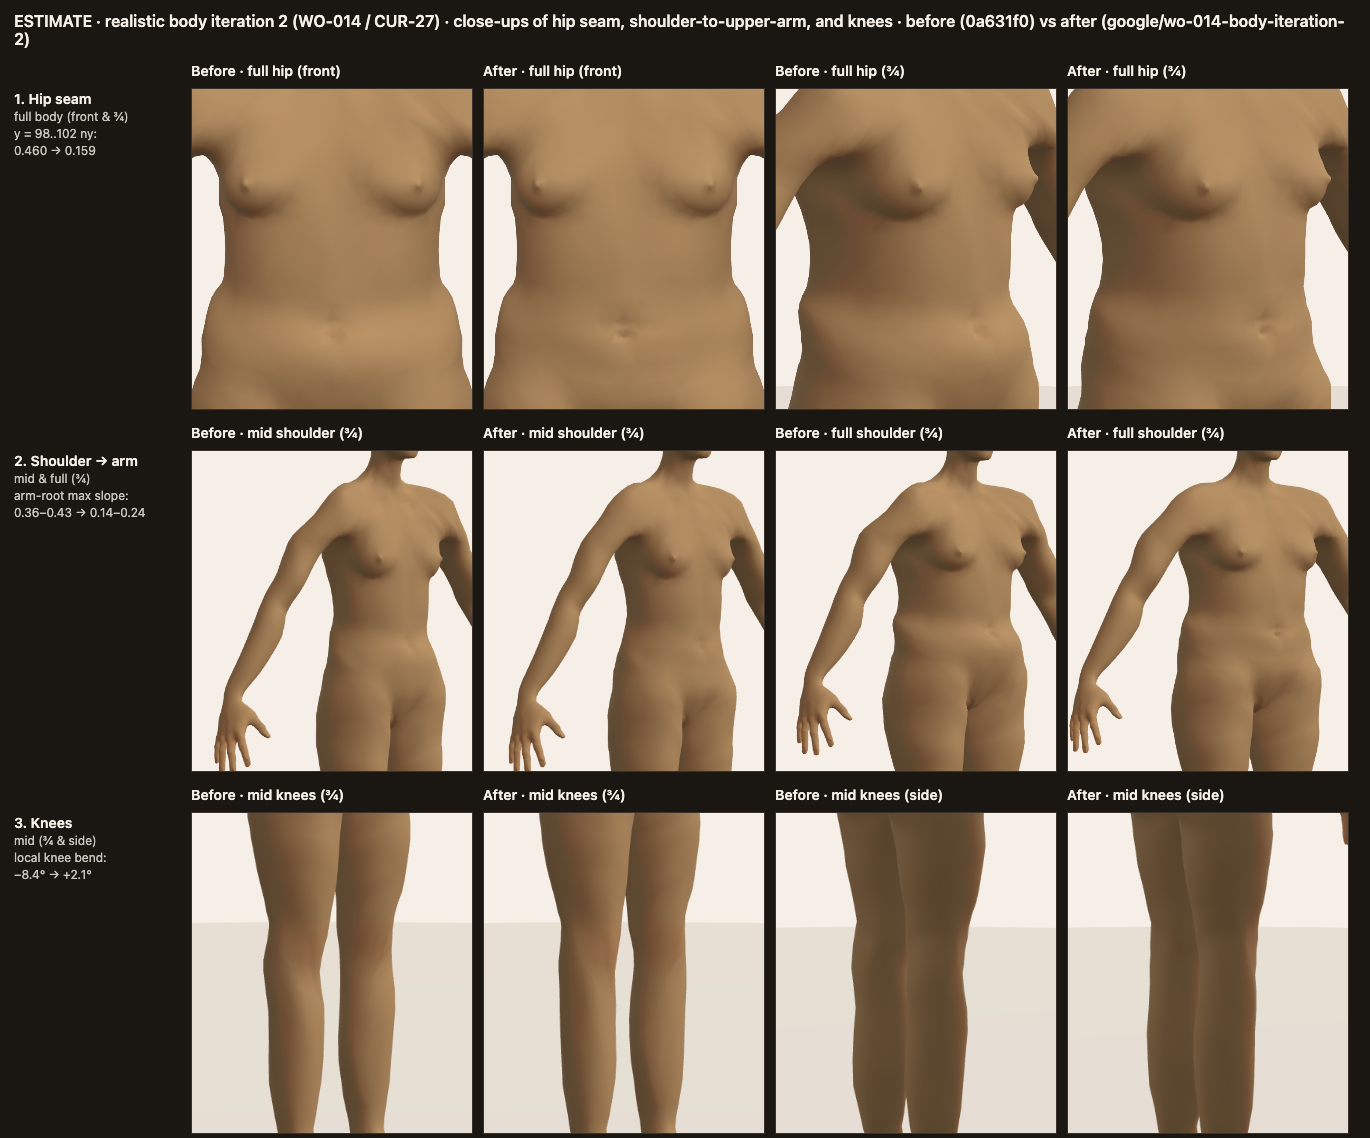 ESTIMATE · realistic body iteration 2 (WO-014 / CUR-27) · close-ups of hip seam, shoulder-to-upper-arm, and knees · before (0a631f0) vs after (google/wo-014-body-iteration-
2)
Before · full hip (front)
After · full hip (front)
Before · full hip (¾)
After · full hip (¾)
1. Hip seam
full body (front & ¾)
y = 98..102 ny:
0.460 → 0.159
Before · mid shoulder (¾)
After · mid shoulder (¾)
Before · full shoulder (¾)
After · full shoulder (¾)
2. Shoulder → arm
mid & full (¾)
arm-root max slope:
0.36–0.43 → 0.14–0.24
Before · mid knees (¾)
After · mid knees (¾)
Before · mid knees (side)
After · mid knees (side)
3. Knees
mid (¾ & side)
local knee bend:
−8.4° → +2.1°